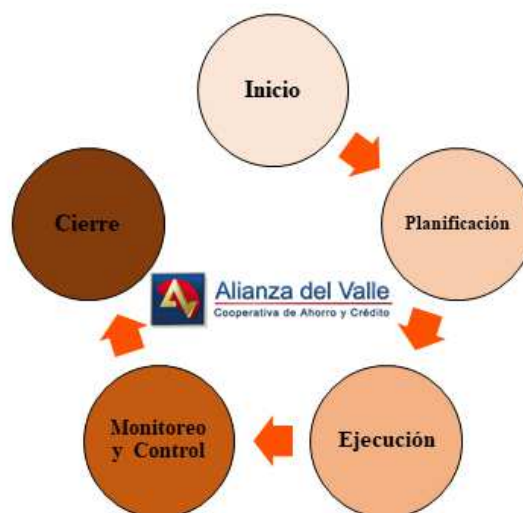 Inicio
Planificación
Ejecución
Monitoreo
y Control
Cierre
Alianza del Valle
Cooperativa de Ahorro y Crédito